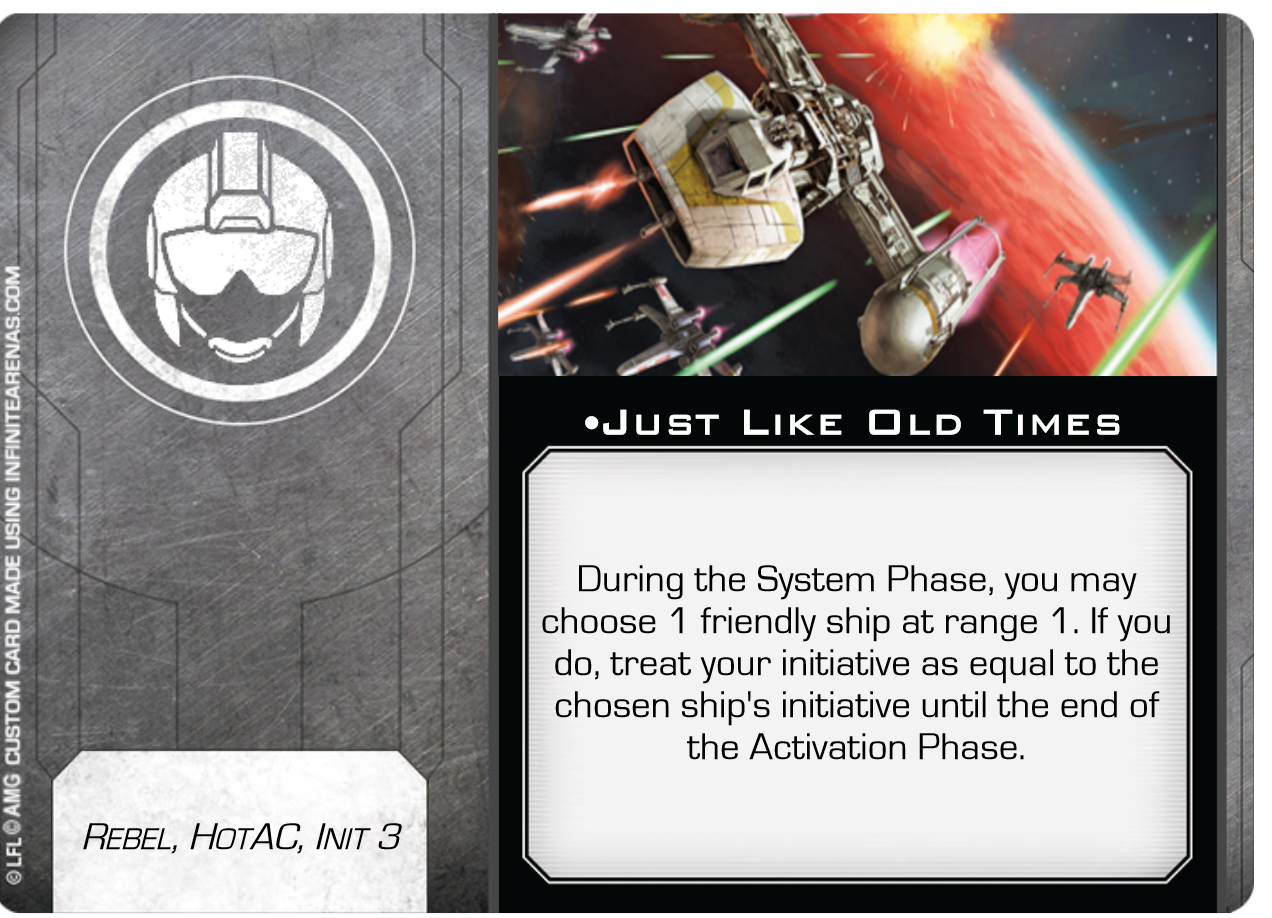 •Just Like Old Times
During the System Phase, you may
choose 1 friendly ship at range 1. If you
do, treat your initiative as equal to the
chosen ship's initiative until the end of
the Activation Phase.
Rebel, HotAC, Init 3
©LFL ©AMG CUSTOM CARD MADE USING INFINITEARENAS.COM